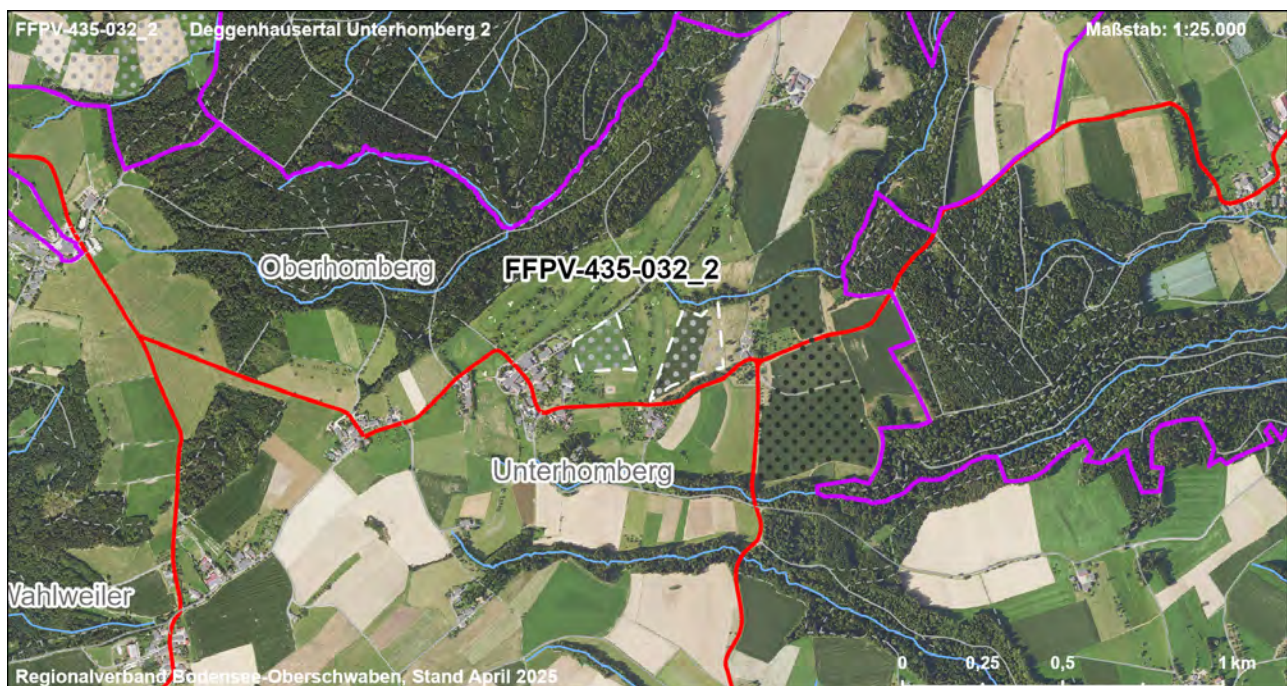 FFPV-435-032_2 Deggenhausertal Unterhomberg 2 Maßstab: 1:25.000
Oberhomberg
FFPV-435-032_2
Unterhomberg
Wahlweiler
0 0,25 0,5 1 km
Regionalverband Bodensee-Oberschwaben, Stand April 2025